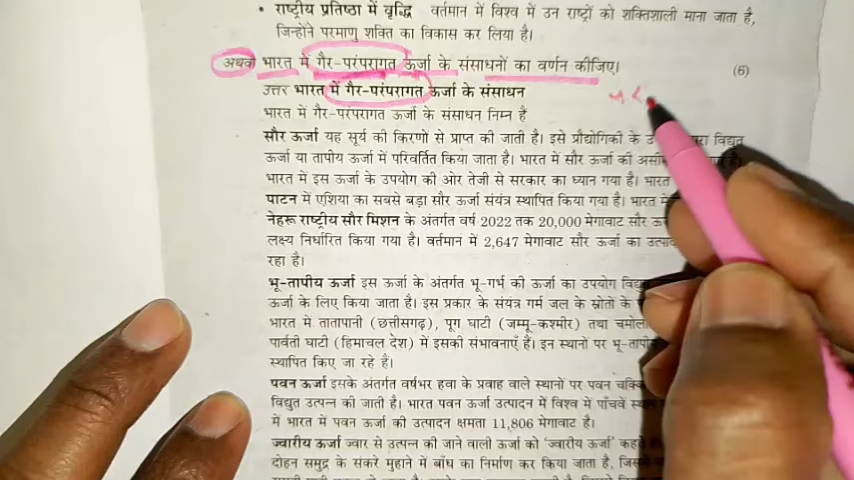 • राष्ट्रीय प्रतिष्ठा में वृद्धि वर्तमान में विश्व में उन राष्ट्रों को शक्तिशाली माना जाता है,
जिन्होंने परमाणु शक्ति का विकास कर लिया है।
अथवा भारत में गैर-परंपरागत ऊर्जा के संसाधनों का वर्णन कीजिए। (6)
उत्तर भारत में गैर-परंपरागत ऊर्जा के संसाधन
भारत में गैर-परंपरागत ऊर्जा के संसाधन निम्न हैं
सौर ऊर्जा यह सूर्य की किरणों से प्राप्त की जाती है। इसे प्रौद्योगिकी के विद्युत
ऊर्जा या तापीय ऊर्जा में परिवर्तित किया जाता है। भारत में सौर ऊर्जा की
भारत में इस ऊर्जा के उपयोग की ओर तेजी से सरकार का ध्यान गया है।
पाटन में एशिया का सबसे बड़ा सौर ऊर्जा संयंत्र स्थापित किया गया है। भारत में
नेहरू राष्ट्रीय सौर मिशन के अंतर्गत वर्ष 2022 तक 20,000 मेगावाट सौर
लक्ष्य निर्धारित किया गया है। वर्तमान में 2,647 मेगावाट सौर ऊर्जा का
रहा है।
भू-तापीय ऊर्जा इस ऊर्जा के अंतर्गत भू-गर्भ की ऊर्जा का उपयोग
ऊर्जा के लिए किया जाता है। इस प्रकार के संयंत्र गर्म जल के स्रोतों के
भारत में तातापानी (छत्तीसगढ़), पूग घाटी (जम्मू-कश्मीर) तथा
पार्वती घाटी (हिमाचल प्रदेश) में इसकी संभावनाएँ हैं। इन स्थानों पर
स्थापित किए जा रहे हैं।
पवन ऊर्जा इसके अंतर्गत वर्षभर हवा के प्रवाह वाले स्थानों पर पवन
विद्युत उत्पन्न की जाती है। भारत पवन ऊर्जा उत्पादन में विश्व में पाँचवें
में भारत में पवन ऊर्जा की उत्पादन क्षमता 11,806 मेगावाट है।
ज्वारीय ऊर्जा ज्वार से उत्पन्न की जाने वाली ऊर्जा को 'ज्वारीय ऊर्जा'
दोहन समुद्र के संकरे मुहाने में बाँध का निर्माण कर किया जाता है,